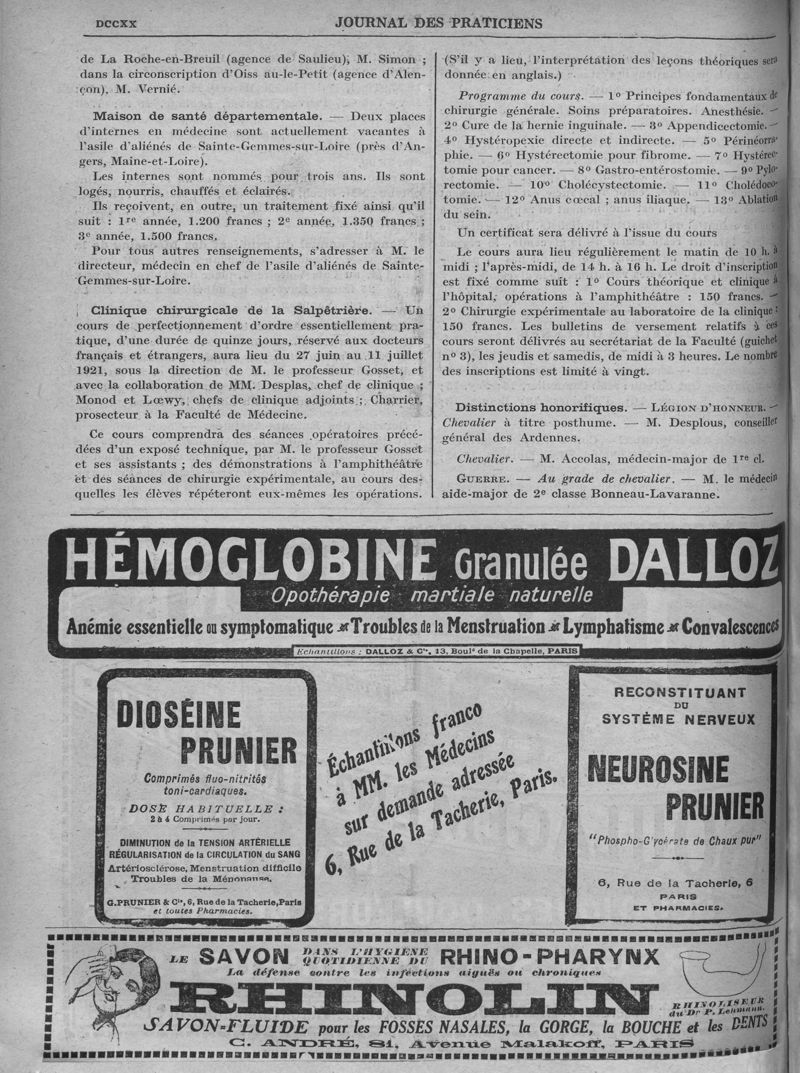 DCCXX
JOURNAL DES PRATICIENS
de La Roche-en-Breuil (agence de Saulieu); M. Simon ;
dans la circonscription d'Oiss au-le-Petit (agence d'Alen-
çon), M. Vernié.
Maison de santé départementale. — Deux places
d'internes en médecine sont actuellement vacantes à
l'asile d'aliénés de Sainte-Gemmes-sur-Loire (près d'An-
gers, Maine-et-Loire).
Les internes sont nommés pour trois ans. Ils sont
logés, nourris, chauffés et éclairés.
Ils reçoivent, en outre, un traitement fixé ainsi qu'il
suit : 1re année, 1.200 francs ; 2e année, 1.350 francs ;
3e année, 1.500 francs.
Pour tous autres renseignements, s'adresser à M. le
directeur, médecin en chef de l'asile d'aliénés de Sainte-
Gemmes-sur-Loire.
Clinique chirurgicale de la Salpêtrière. — Un
cours de perfectionnement d'ordre essentiellement pra-
tique, d'une durée de quinze jours, réservé aux docteurs
français et étrangers, aura lieu du 27 juin au 11 juillet
1921, sous la direction de M. le professeur Gosset, et
avec la collaboration de MM. Desplas, chef de clinique ;
Monod et Lœwy, chefs de clinique adjoints ; Charrier,
prosecteur à la Faculté de Médecine.
Ce cours comprendra des séances opératoires précé-
dées d'un exposé technique, par M. le professeur Gosset
et ses assistants ; des démonstrations à l'amphithéâtre
et des séances de chirurgie expérimentale, au cours des-
quelles les élèves répéteront eux-mêmes les opérations.
(S'il y a lieu, l'interprétation des leçons théoriques sera
donnée en anglais.)
Programme du cours. — 1o Principes fondamentaux de
chirurgie générale. Soins préparatoires. Anesthésie. —
2o Cure de la hernie inguinale. — 3o Appendicectomie. —
4o Hystéropexie directe et indirecte. — 5o Périnéorra-
phie. — 6o Hystérectomie pour fibrome. — 7o Hystérec-
tomie pour cancer. — 8o Gastro-entérostomie. — 9o Pylo-
rectomie. — 10o Cholécystectomie. — 11o Cholédoco-
tomie. — 12o Anus cœcal ; anus iliaque. — 13o Ablation
du sein.
Un certificat sera délivré à l'issue du cours
Le cours aura lieu régulièrement le matin de 10 h. à
midi ; l'après-midi, de 14 h. à 16 h. Le droit d'inscription
est fixé comme suit : 1o Cours théorique et clinique à
l'hôpital, opérations à l'amphithéâtre : 150 francs. —
2o Chirurgie expérimentale au laboratoire de la clinique :
150 francs. Les bulletins de versement relatifs à ces
cours seront délivrés au secrétariat de la Faculté (guichet
no 3), les jeudis et samedis, de midi à 3 heures. Le nombre
des inscriptions est limité à vingt.
Distinctions honorifiques. — LÉGION D'HONNEUR. —
Chevalier à titre posthume. — M. Desplous, conseiller
général des Ardennes.
Chevalier. — M. Accolas, médecin-major de 1re cl.
GUERRE. — Au grade de chevalier. — M. le médecin
aide-major de 2e classe Bonneau-Lavaranne.
HÉMOGLOBINE Granulée DALLOZ
Opothérapie martiale naturelle
Anémie essentielle ou symptomatique - Troubles de la Menstruation - Lymphatisme - Convalescences
Echantillons : DALLOZ & Cie, 13, Bould de la Chapelle, PARIS
DIOSÉINE
PRUNIER
Comprimés fluo-nitrités
toni-cardiaques.
DOSE HABITUELLE :
2 à 4 Comprimés par jour.
DIMINUTION de la TENSION ARTÉRIELLE
RÉGULARISATION de la CIRCULATION du SANG
Artériosclérose, Menstruation difficile
Troubles de la Ménopause.
G. PRUNIER & Cie, 6, Rue de la Tacherie, Paris
et toutes Pharmacies.
Échantillons franco
à MM. les Médecins
sur demande adressée
6, Rue de la Tacherie, Paris.
RECONSTITUANT
DU
SYSTÈME NERVEUX
NEUROSINE
PRUNIER
"Phospho-Glycérate de Chaux pur"
6, Rue de la Tacherie, 6
PARIS
ET PHARMACIES.
LE SAVON DANS L'HYGIENE QUOTIDIENNE DU RHINO-PHARYNX
La défense contre les inféctions aiguës ou chroniques
RHINOLIN
RHINOLISEUR
du Dr P. Lehmann.
SAVON-FLUIDE pour les FOSSES NASALES, la GORGE, la BOUCHE et les DENTS
C. ANDRÉ, 81, Avenue Malakoff, PARIS